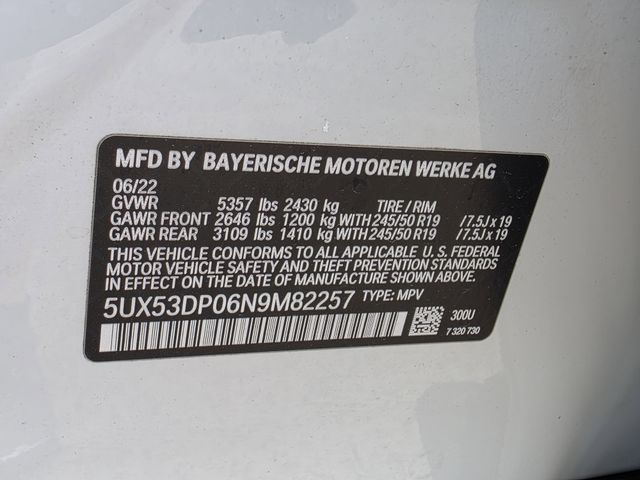 MFD BY BAYERISCHE MOTOREN WERKE AG
06/22
GVWR 5357 lbs 2430 kg TIRE / RIM
GAWR FRONT 2646 lbs 1200 kg WITH 245/50 R19 /7.5J x 19
GAWR REAR 3109 lbs 1410 kg WITH 245/50 R19 /7.5J x 19
THIS VEHICLE CONFORMS TO ALL APPLICABLE U. S. FEDERAL
MOTOR VEHICLE SAFETY AND THEFT PREVENTION STANDARDS
IN EFFECT ON THE DATE OF MANUFACTURE SHOWN ABOVE.
5UX53DP06N9M82257 TYPE: MPV
300U
7 320 730